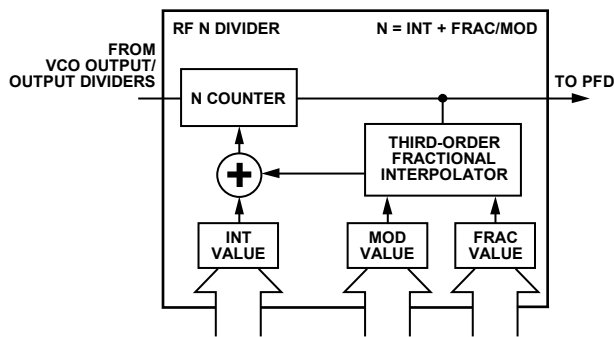 RF N DIVIDER
N = INT + FRAC/MOD
FROM
VCO OUTPUT/
OUTPUT DIVIDERS
TO PFD
N COUNTER
THIRD-ORDER
FRACTIONAL
INTERPOLATOR
+
INT
VALUE
MOD
VALUE
FRAC
VALUE